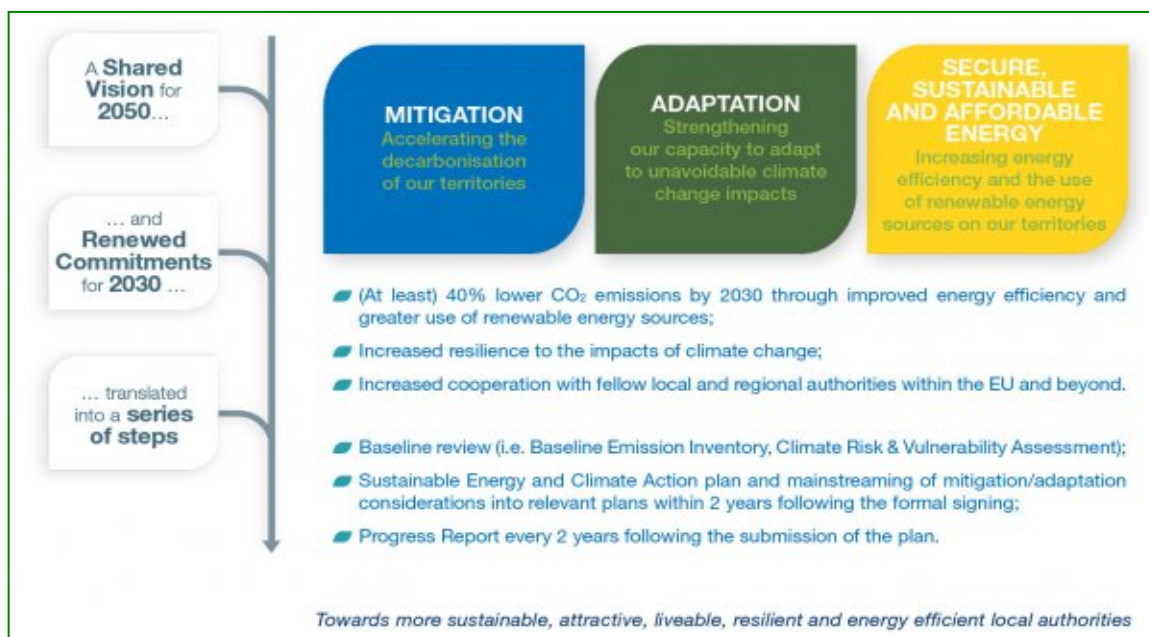 A Shared
Vision for
2050...
MITIGATION
Accelerating the
decarbonisation
of our territories
ADAPTATION
Strengthening
our capacity to adapt
to unavoidable climate
change impacts
SECURE,
SUSTAINABLE
AND AFFORDABLE
ENERGY
Increasing energy
efficiency and the use
of renewable energy
sources on our territories
... and
Renewed
Commitments
for 2030 ...
(At least) 40% lower CO₂ emissions by 2030 through improved energy efficiency and
greater use of renewable energy sources;
Increased resilience to the impacts of climate change;
Increased cooperation with fellow local and regional authorities within the EU and beyond.
... translated
into a series
of steps
Baseline review (i.e. Baseline Emission Inventory, Climate Risk & Vulnerability Assessment);
Sustainable Energy and Climate Action plan and mainstreaming of mitigation/adaptation
considerations into relevant plans within 2 years following the formal signing;
Progress Report every 2 years following the submission of the plan.
Towards more sustainable, attractive, liveable, resilient and energy efficient local authorities